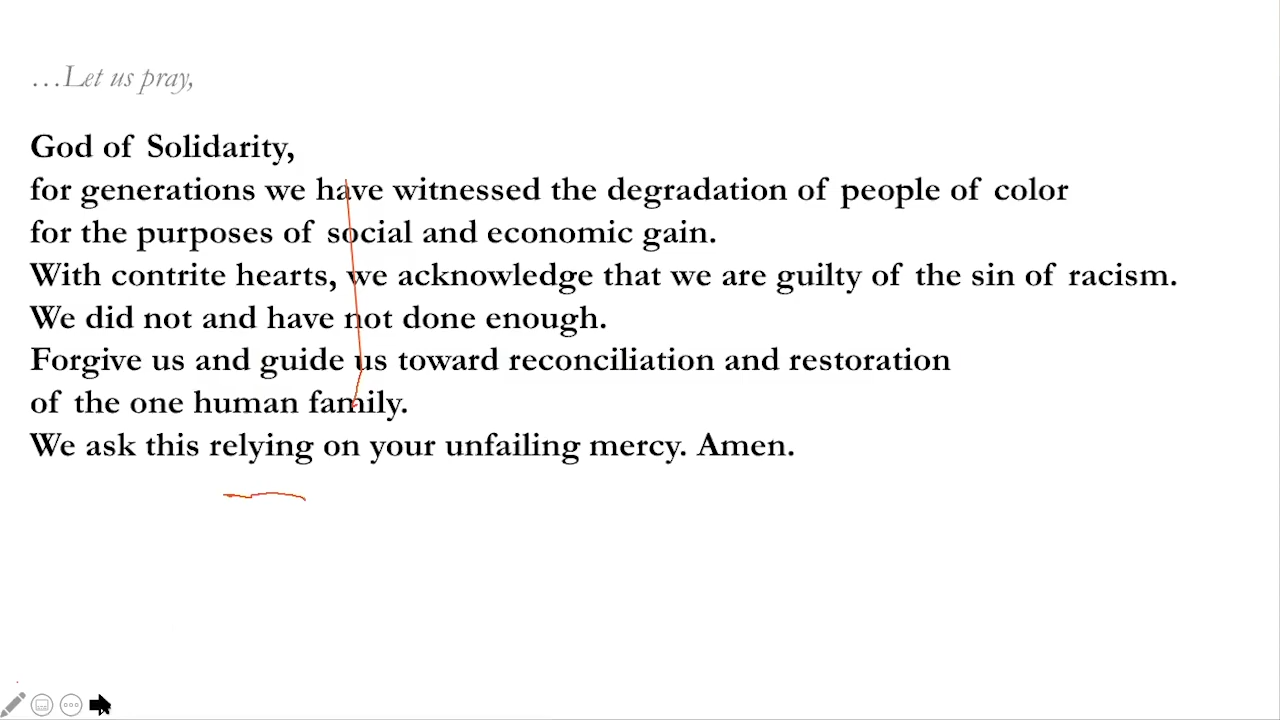 …Let us pray,
God of Solidarity,
for generations we have witnessed the degradation of people of color
for the purposes of social and economic gain.
With contrite hearts, we acknowledge that we are guilty of the sin of racism.
We did not and have not done enough.
Forgive us and guide us toward reconciliation and restoration
of the one human family.
We ask this relying on your unfailing mercy. Amen.